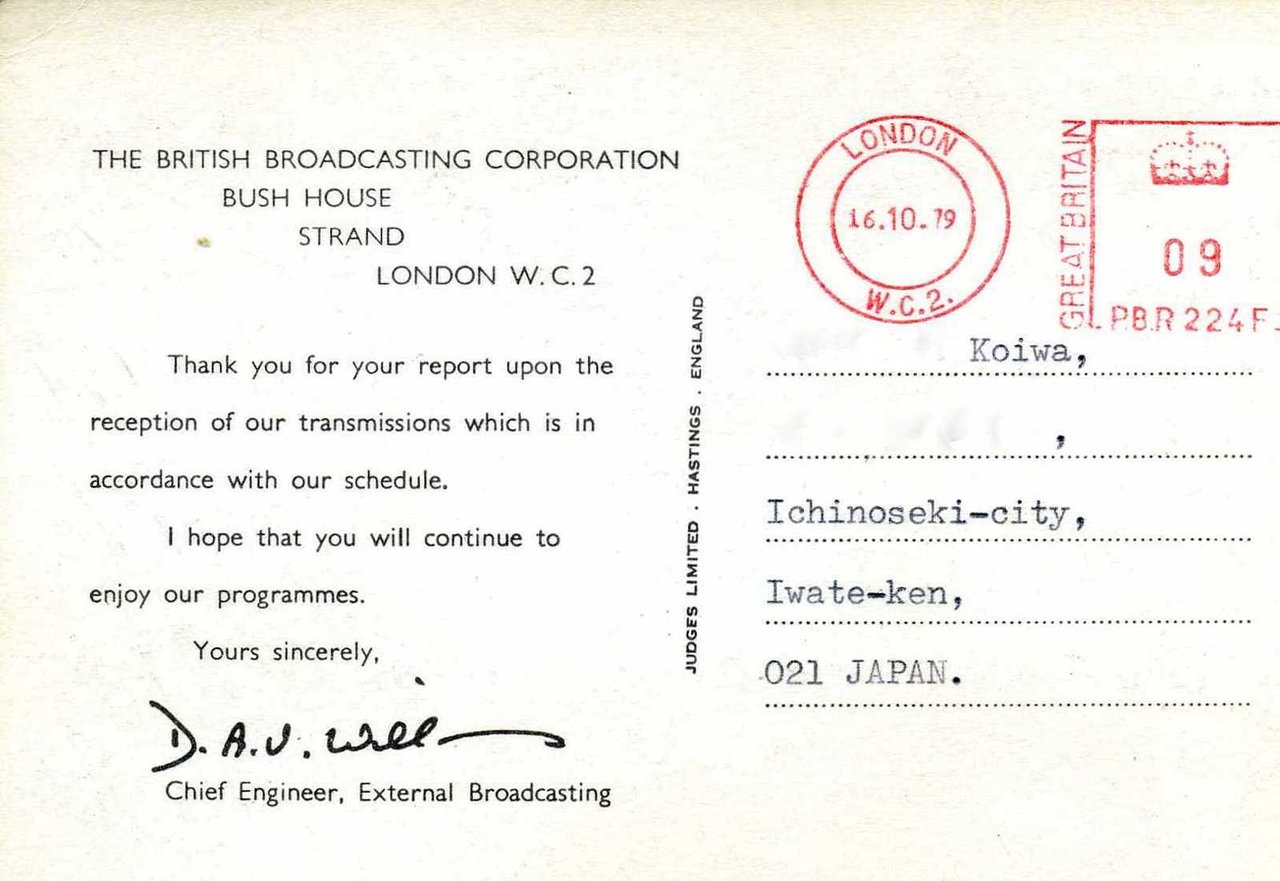 THE BRITISH BROADCASTING CORPORATION
BUSH HOUSE
STRAND
LONDON W.C.2
Thank you for your report upon the
reception of our transmissions which is in
accordance with our schedule.
I hope that you will continue to
enjoy our programmes.
Yours sincerely,
D. A. V. Will
Chief Engineer, External Broadcasting
JUDGES LIMITED . HASTINGS . ENGLAND
LONDON
16.10.79
W.C.2.
GREAT BRITAIN
09
P.B.R 224F
Koiwa,
,
Ichinoseki-city,
Iwate-ken,
021 JAPAN.